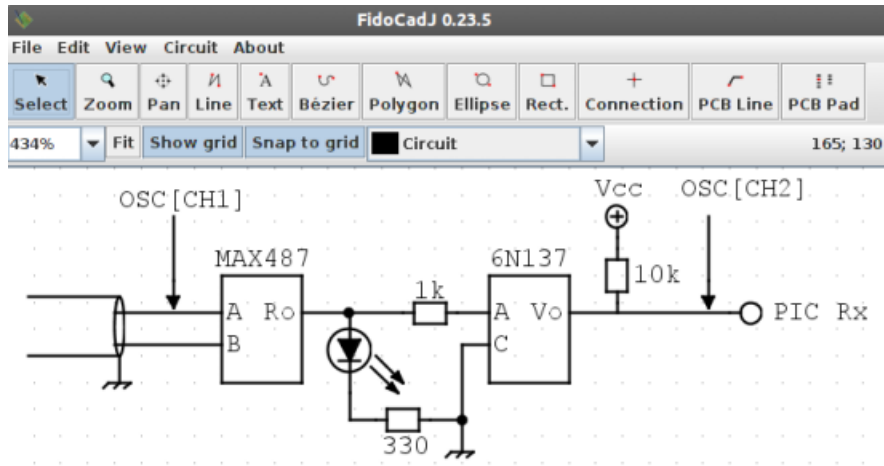 FidoCadJ 0.23.5
File Edit View Circuit About
Select Zoom Pan Line Text Bézier Polygon Ellipse Rect. Connection PCB Line PCB Pad
434% Fit Show grid Snap to grid Circuit 165; 130
Vcc OSC[CH2]
OSC[CH1]
MAX487 6N137
10k
1k
A Ro A Vo PIC Rx
B C
330